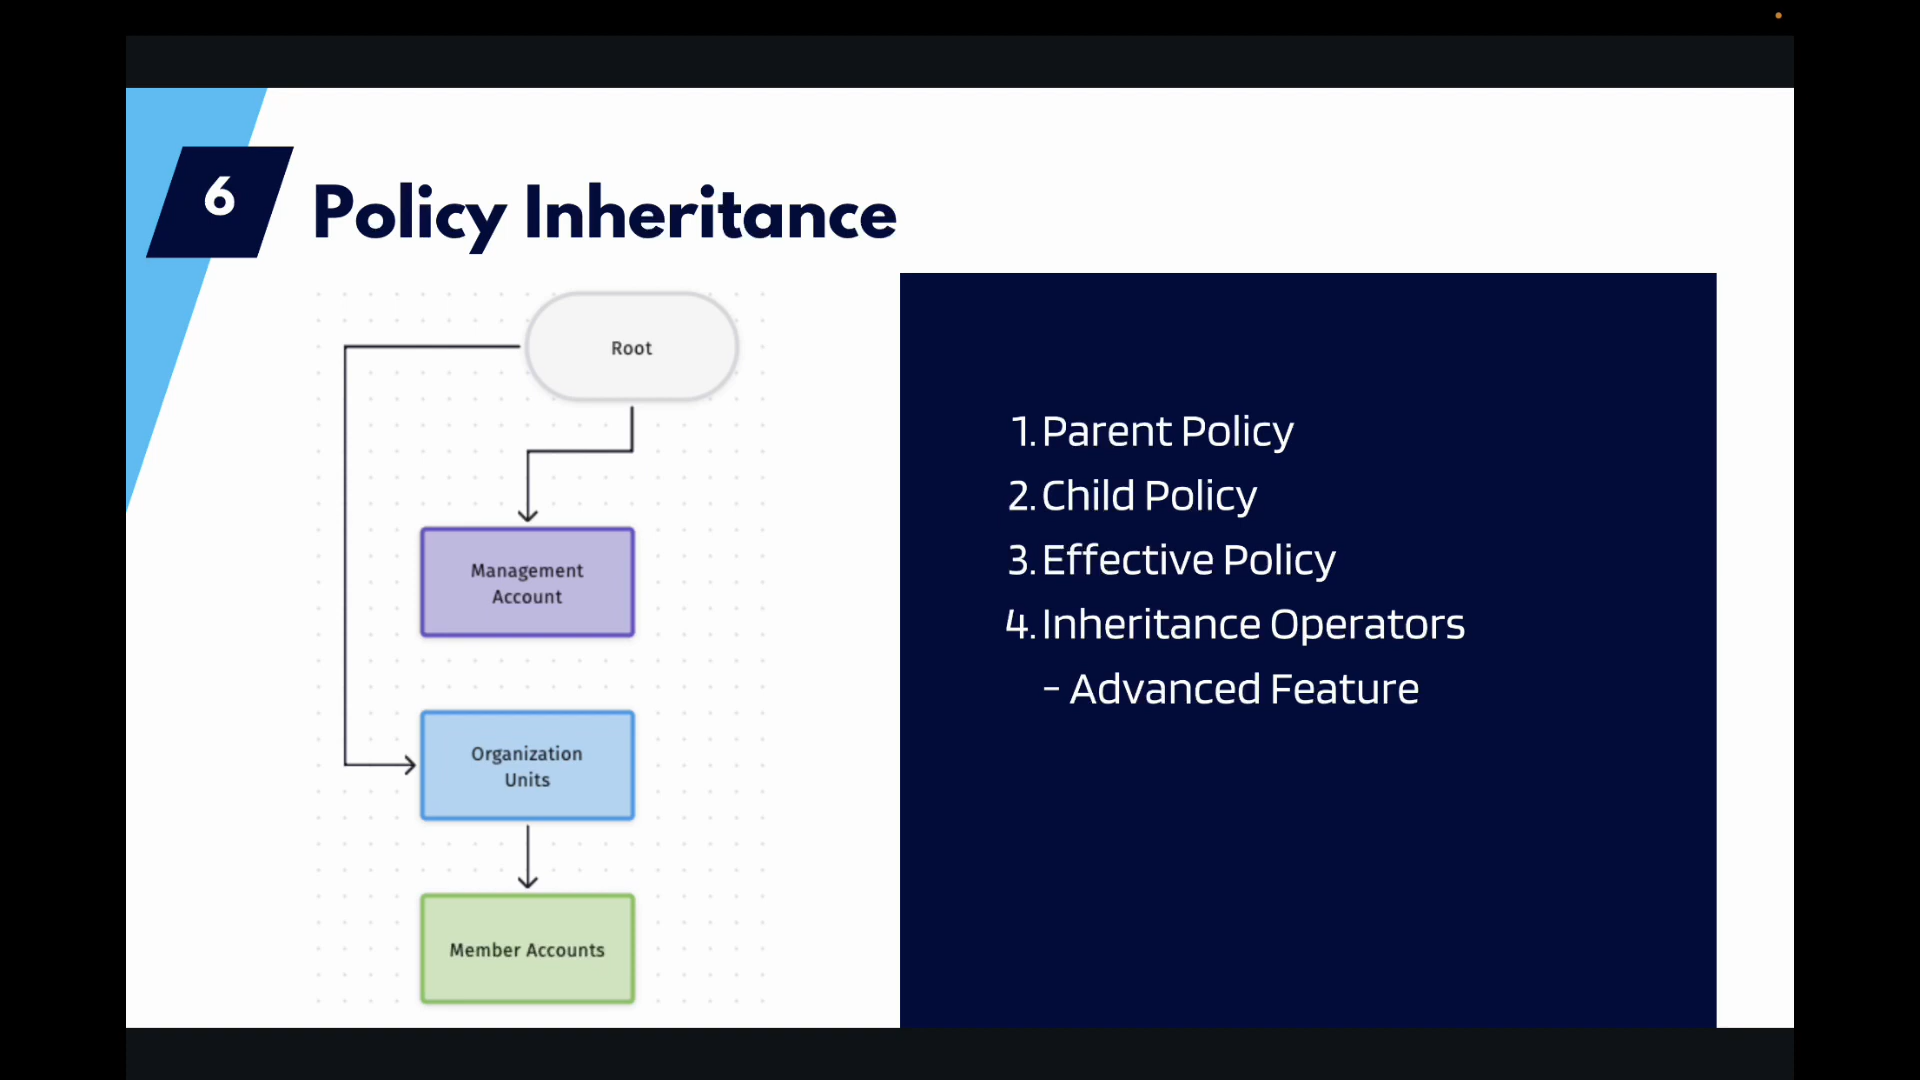 6
Policy Inheritance
Root
Management
Account
Organization
Units
Member Accounts
1. Parent Policy
2. Child Policy
3. Effective Policy
4. Inheritance Operators
- Advanced Feature